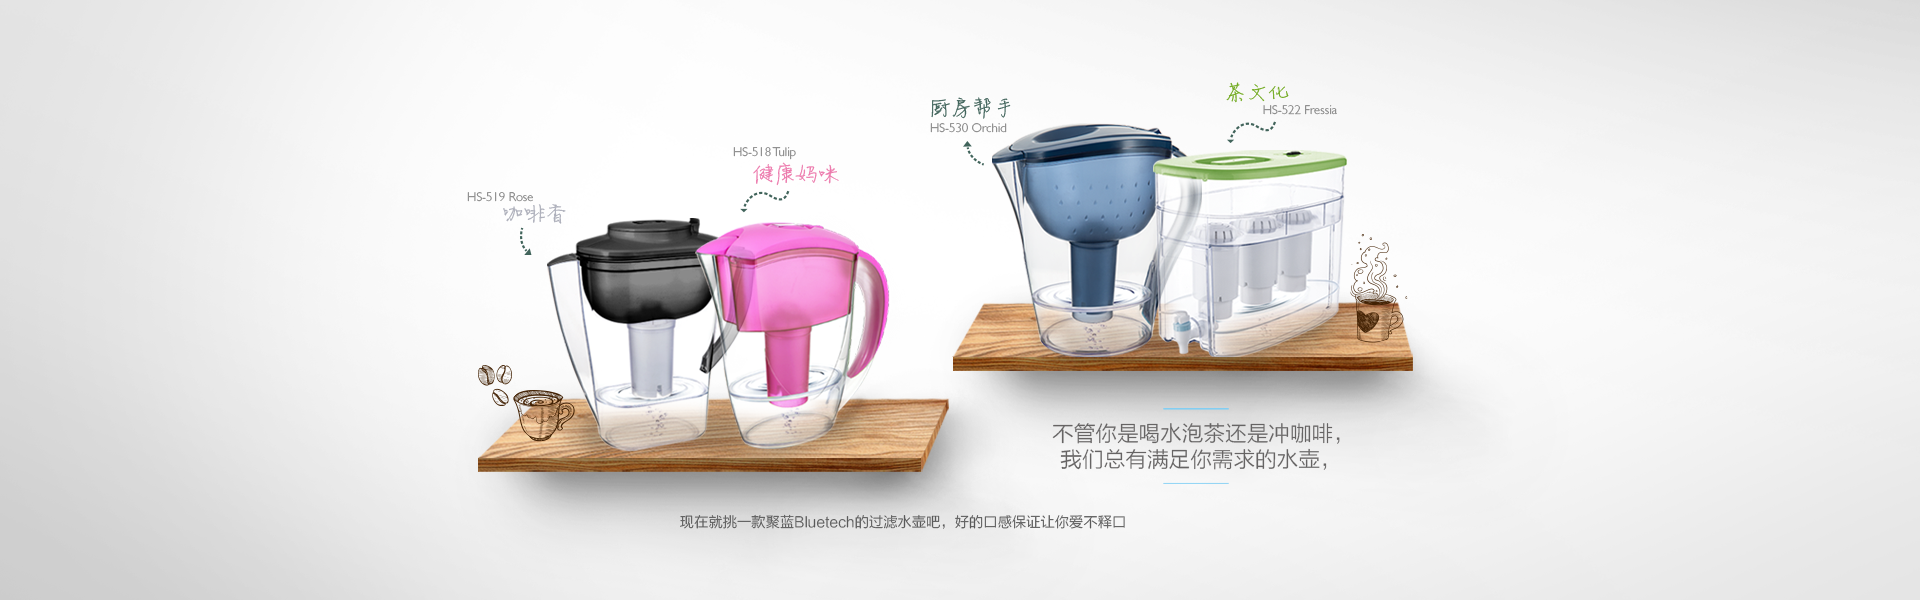 厨房帮手
HS-530 Orchid
茶文化
HS-522 Fressia
HS-518 Tulip
健康妈咪
HS-519 Rose
咖啡香
不管你是喝水泡茶还是冲咖啡，
我们总有满足你需求的水壶，
现在就挑一款聚蓝Bluetech的过滤水壶吧，好的口感保证让你爱不释口